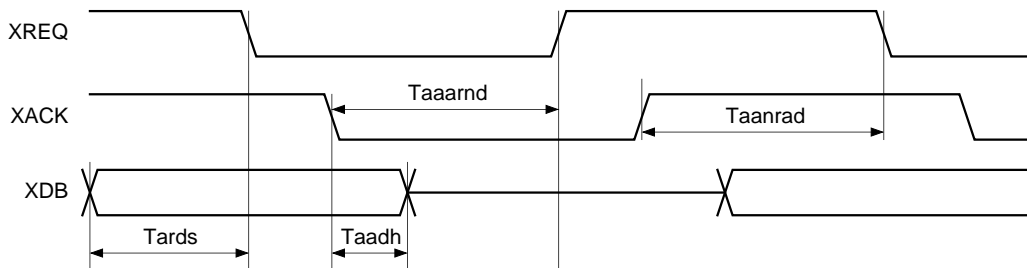 XREQ
Taaarnd
XACK
Taanrad
XDB
Tards
Taadh